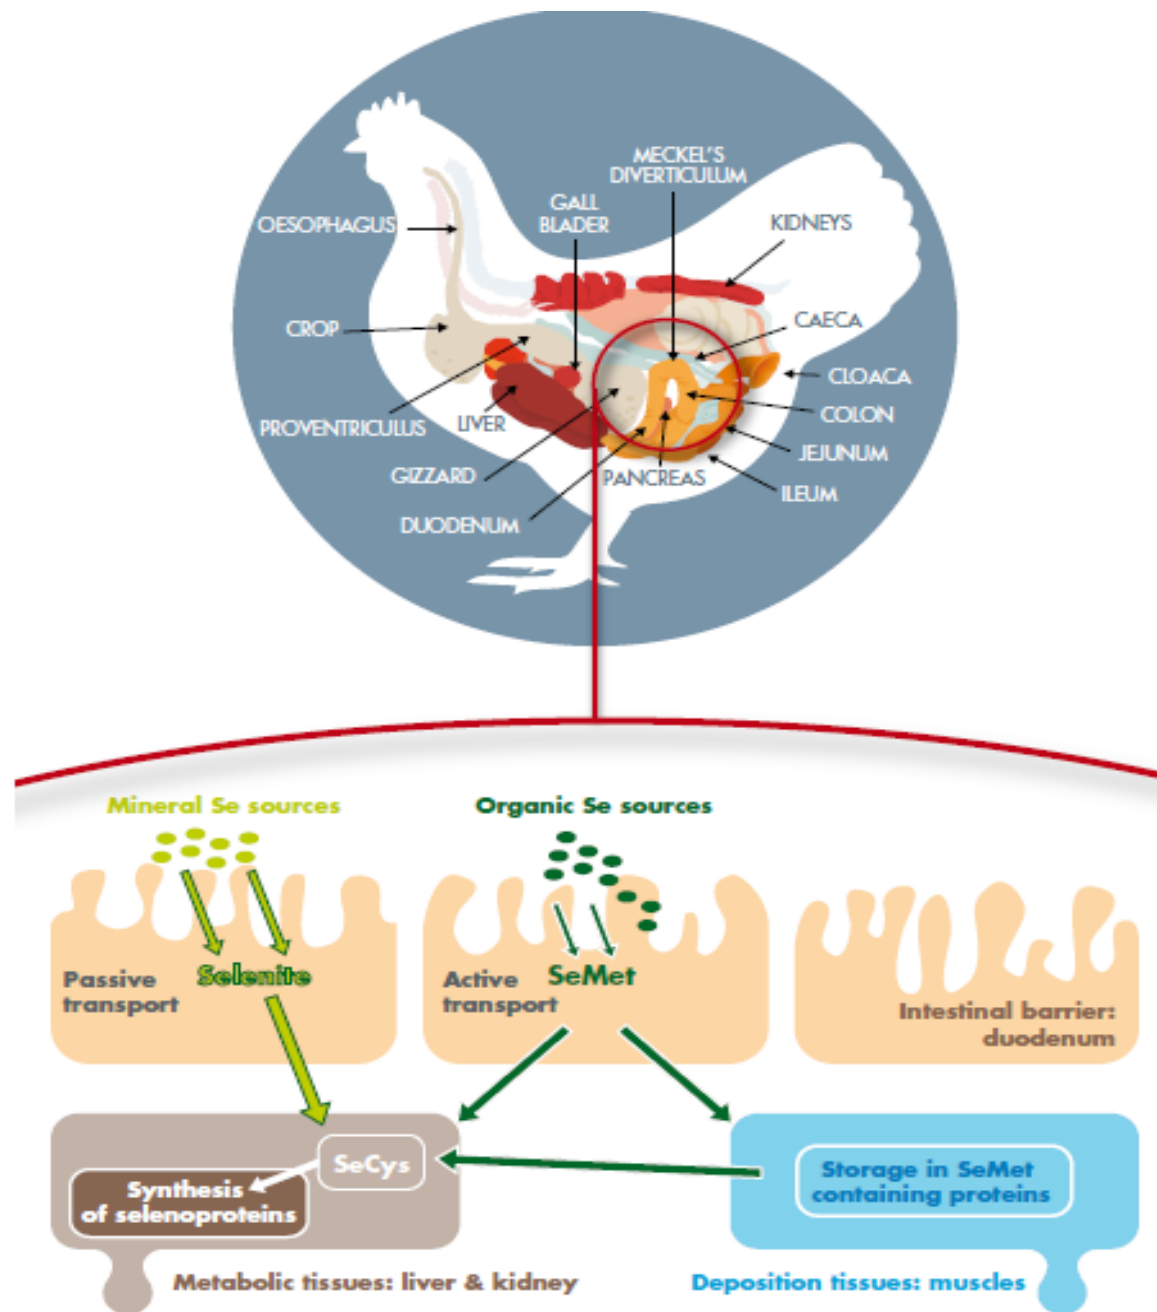 MECKEL'S
DIVERTICULUM
GALL
BLADER
OESOPHAGUS
KIDNEYS
CROP
CAECA
CLOACA
COLON
PROVENTRICULUS
LIVER
JEJUNUM
GIZZARD
PANCREAS
ILEUM
DUODENUM
Mineral Se sources
Organic Se sources
Passive
transport
Selenite
Active
transport
SeMet
Intestinal barrier:
duodenum
SeCys
Synthesis
of selenoproteins
Storage in SeMet
containing proteins
Metabolic tissues: liver & kidney
Deposition tissues: muscles